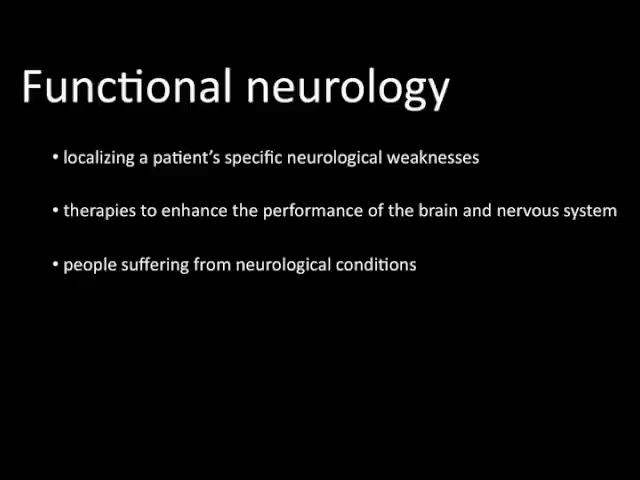 Functional neurology
• localizing a patient's specific neurological weaknesses
• therapies to enhance the performance of the brain and nervous system
• people suffering from neurological conditions